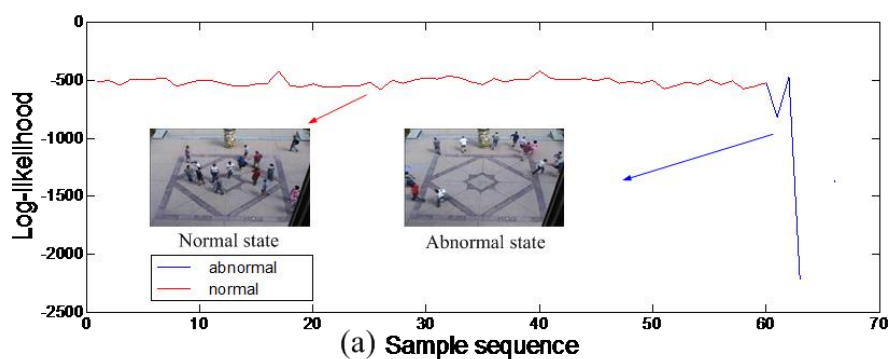 0
-500
-1000
-1500
-2000
-2500
Log-likelihood
Normal state
Abnormal state
abnormal
normal
0 10 20 30 40 50 60 70
(a) Sample sequence